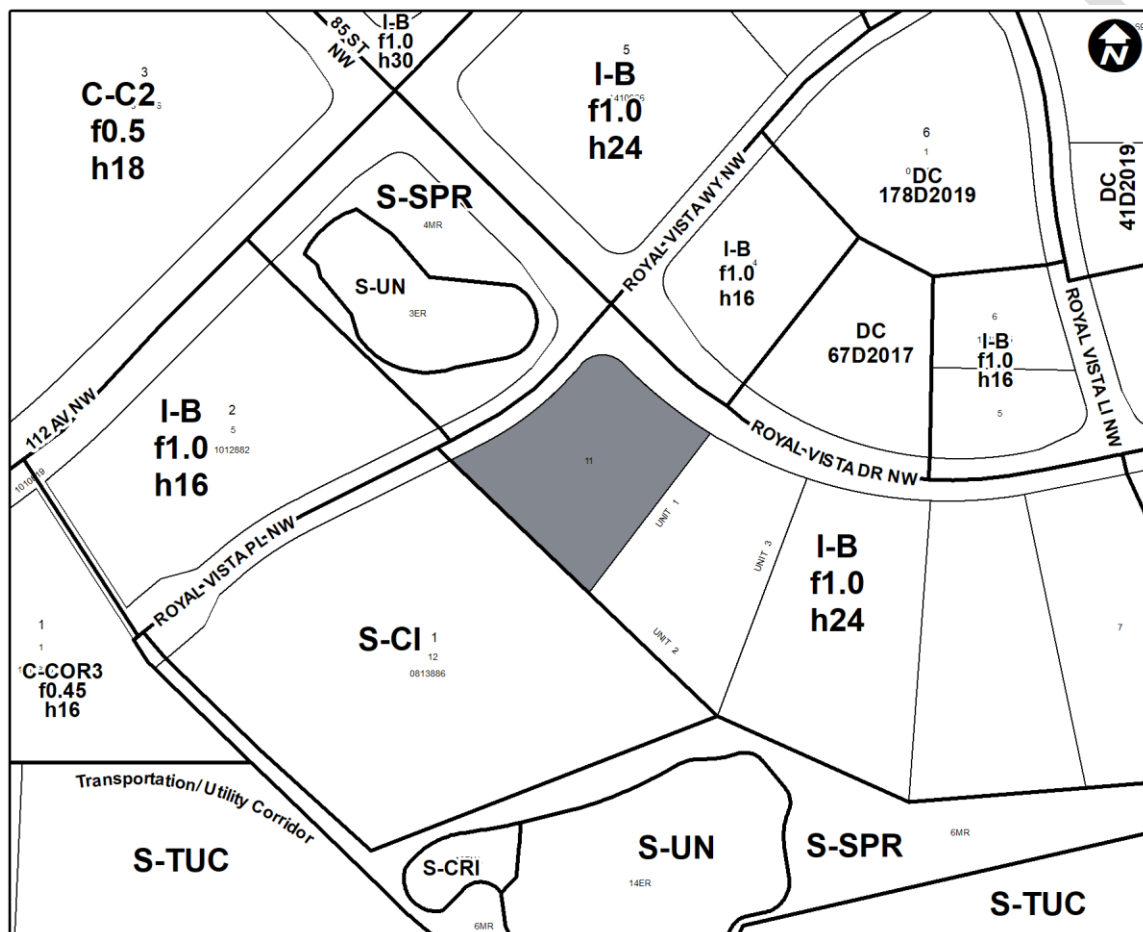 85 ST
NW
I-B
f1.0
h30
N
3
C-C2
f0.5
h18
5
I-B
f1.0
h24
6
1
DC
178D2019
DC
41D2019
S-SPR
4MR
ROYAL VISTA WY NW
S-UN
3ER
I-B
4
f1.0
h16
DC
67D2017
6
I-B
f1.0
h16
5
ROYAL VISTA LI NW
112 AV NW
I-B
f1.0
h16
2
5
1012882
ROYAL VISTA DR NW
11
UNIT 1
UNIT 2
UNIT 3
I-B
f1.0
h24
7
ROYAL VISTA PL NW
S-CI
1
12
0813886
1
1
C-COR3
f0.45
h16
Transportation/ Utility Corridor
S-TUC
S-CRI
S-UN
14ER
S-SPR
6MR
6MR
S-TUC